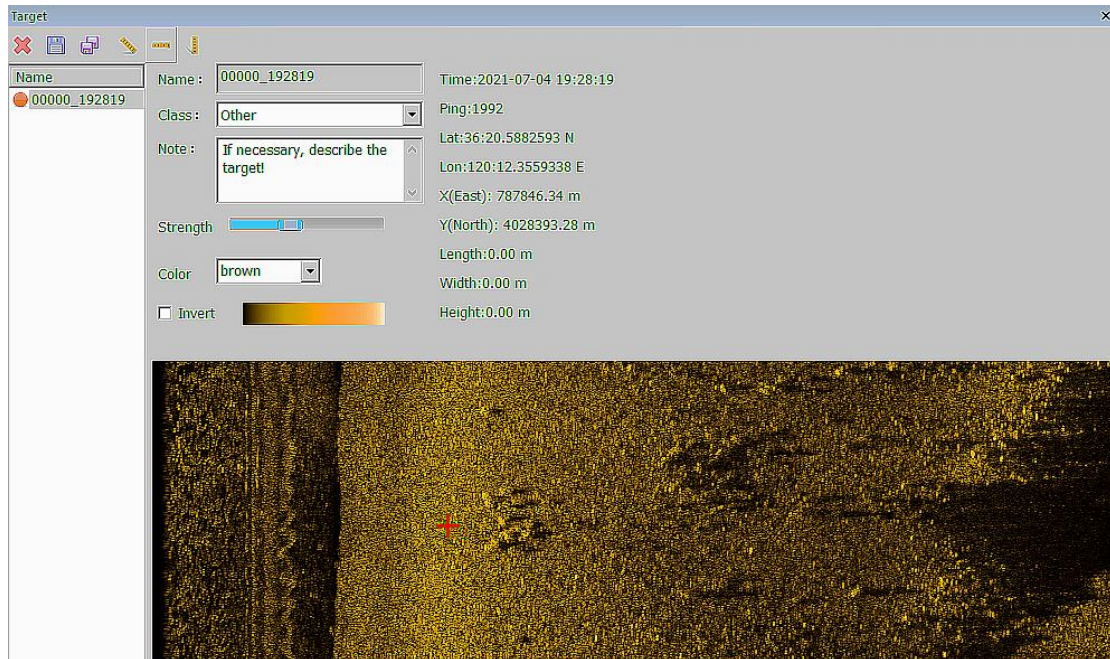 Target
Name
00000_192819
Name: 00000_192819
Class: Other
Note: If necessary, describe the
target!
Strength
Color brown
Invert
Time:2021-07-04 19:28:19
Ping:1992
Lat:36:20.5882593 N
Lon:120:12.3559338 E
X(East): 787846.34 m
Y(North): 4028393.28 m
Length:0.00 m
Width:0.00 m
Height:0.00 m